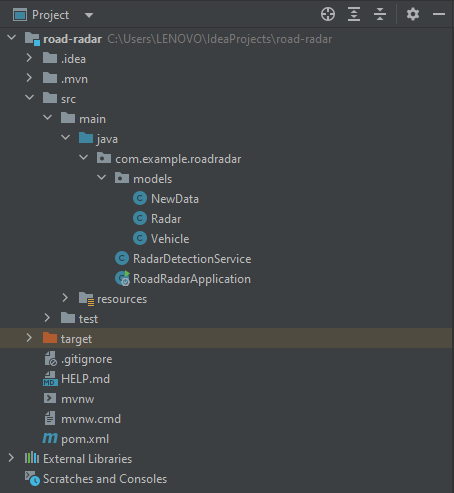 Project
road-radar C:\Users\LENOVO\IdeaProjects\road-radar
.idea
.mvn
src
main
java
com.example.roadradar
models
C NewData
C Radar
C Vehicle
C RadarDetectionService
C RoadRadarApplication
resources
test
target
.gitignore
MD HELP.md
mvnw
mvnw.cmd
m pom.xml
External Libraries
Scratches and Consoles